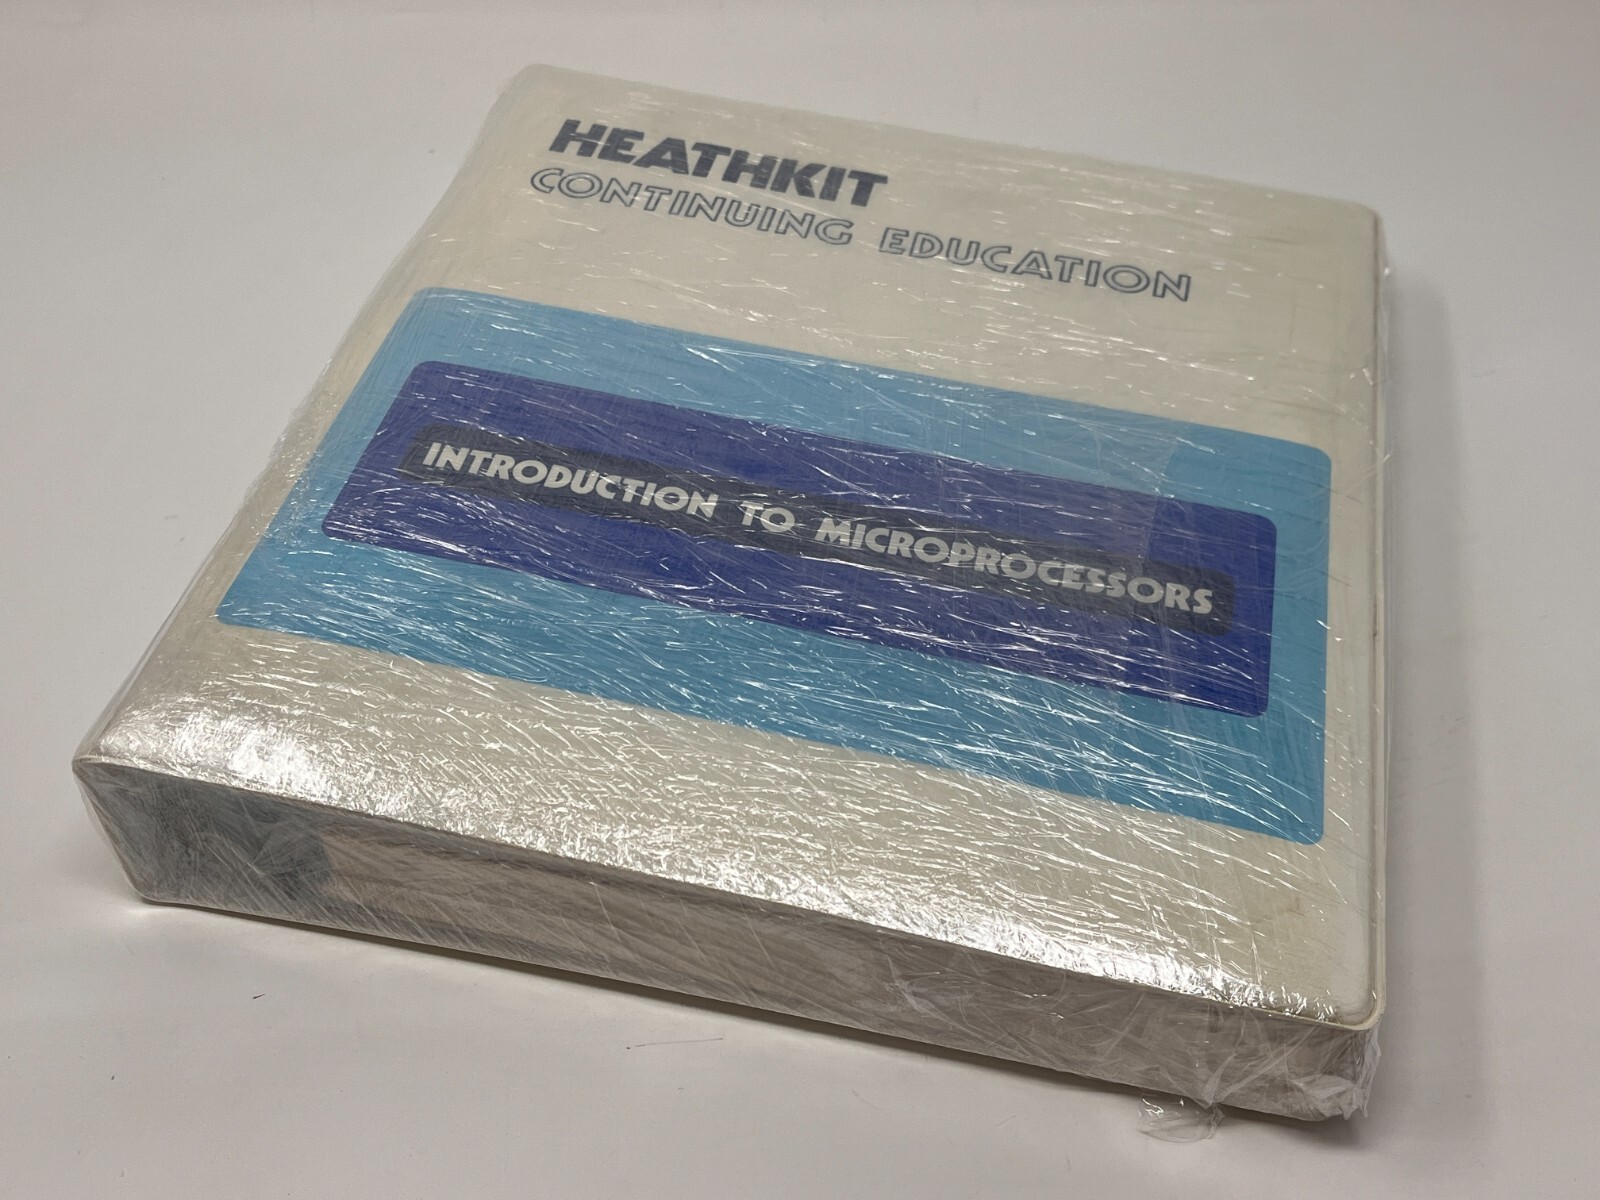 HEATHKIT
CONTINUING EDUCATION
INTRODUCTION TO MICROPROCESSORS